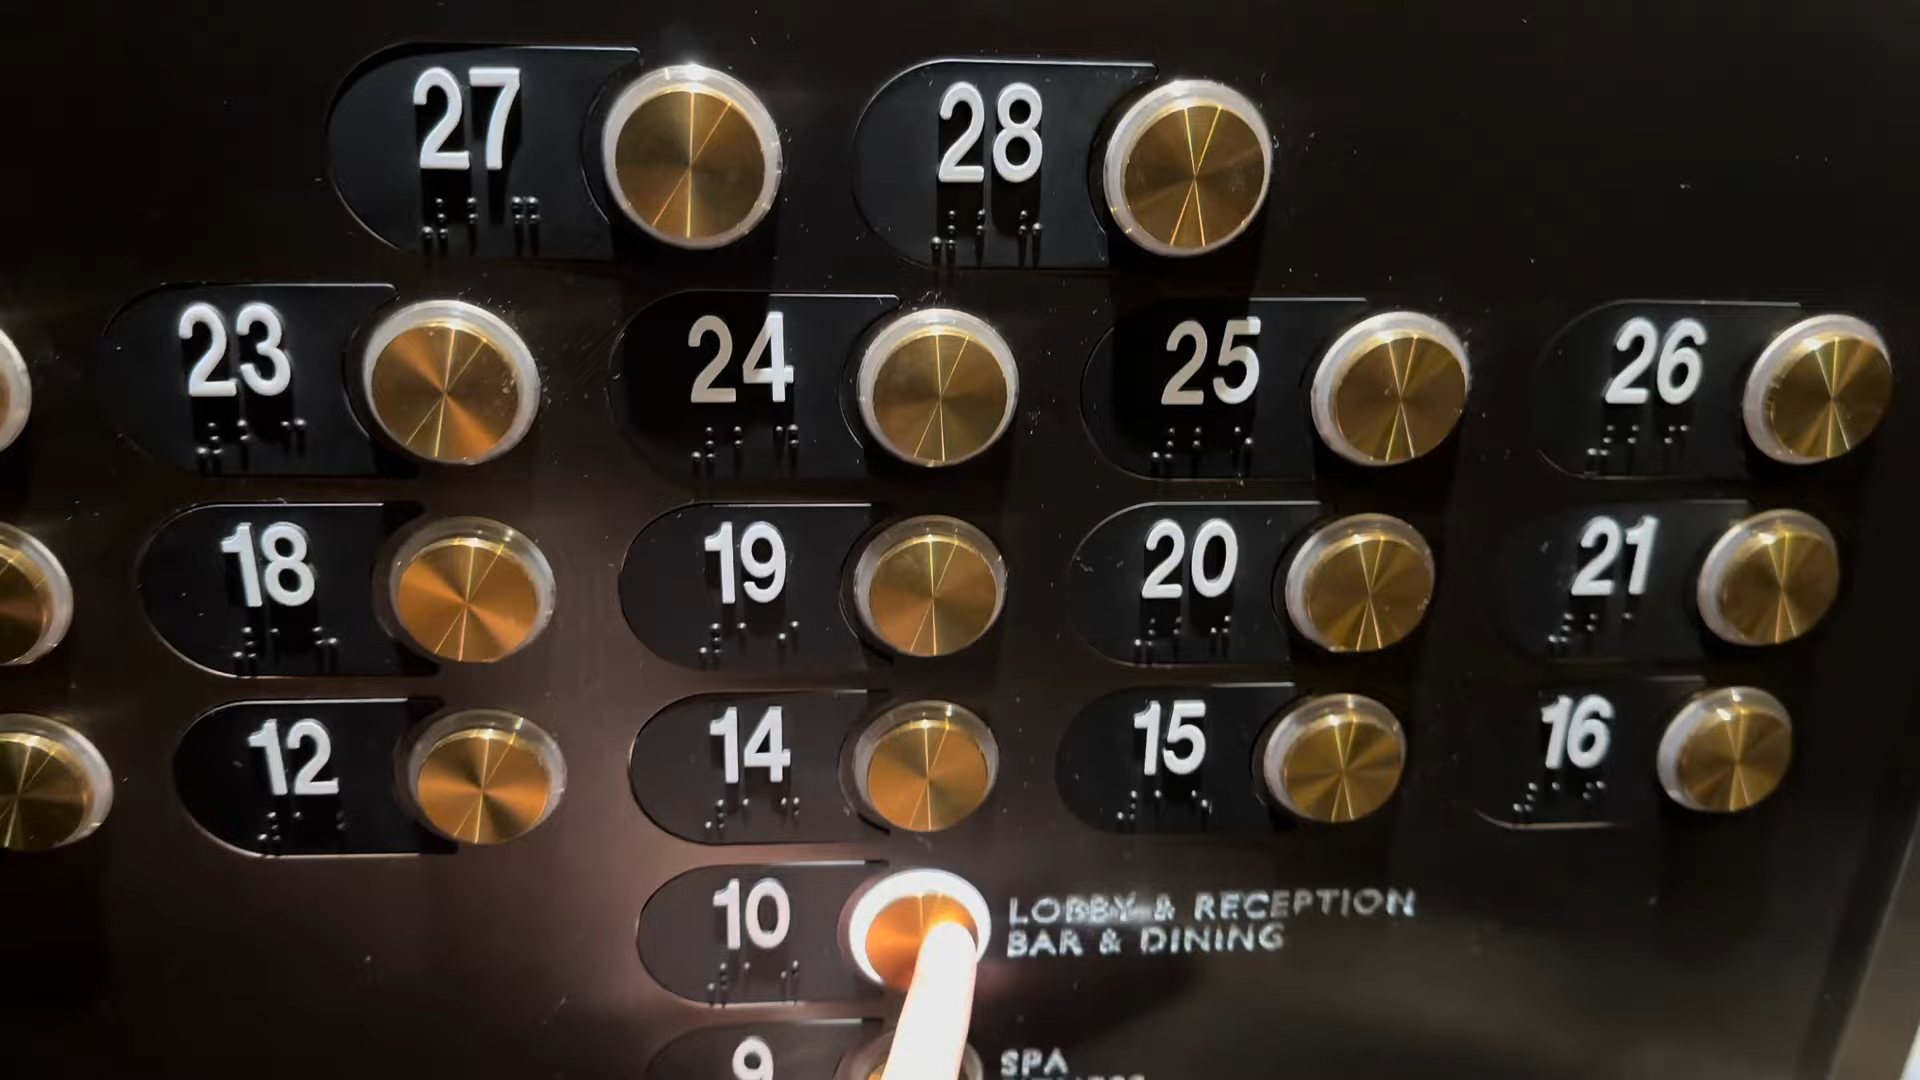 27 28
23 24 25 26
18 19 20 21
12 14 15 16
10 LOBBY & RECEPTION
BAR & DINING
9 SPA